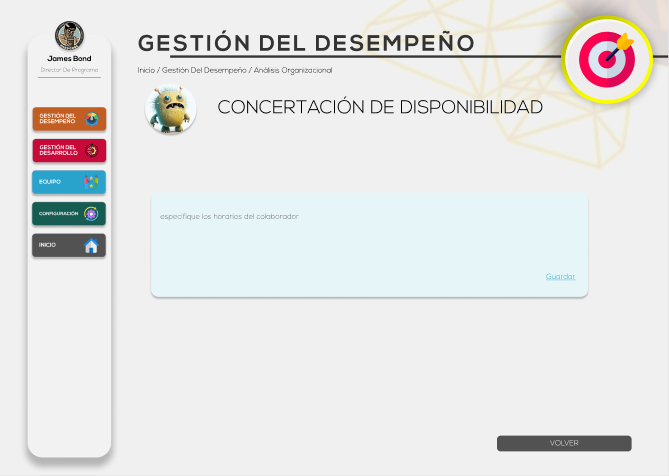 James Bond
Director De Programa
GESTIÓN DEL
DESEMPEÑO
GESTIÓN DEL
DESARROLLO
EQUIPO
CONFIGURACIÓN
INICIO
GESTIÓN DEL DESEMPEÑO
Inicio / Gestión Del Desempeño / Análisis Organizacional
CONCERTACIÓN DE DISPONIBILIDAD
especifique los horarios del colaborador
Guardar
VOLVER